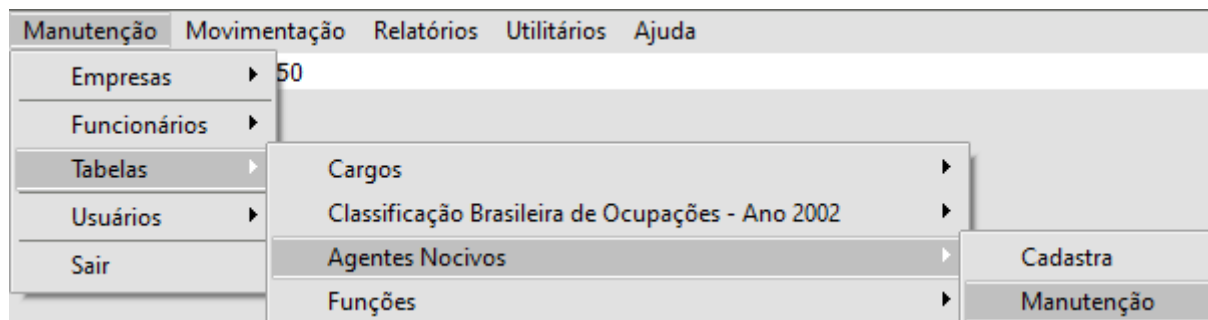 Manutenção Movimentação Relatórios Utilitários Ajuda
Empresas 50
Funcionários
Tabelas Cargos
Usuários Classificação Brasileira de Ocupações - Ano 2002
Sair Agentes Nocivos Cadastra
Funções Manutenção